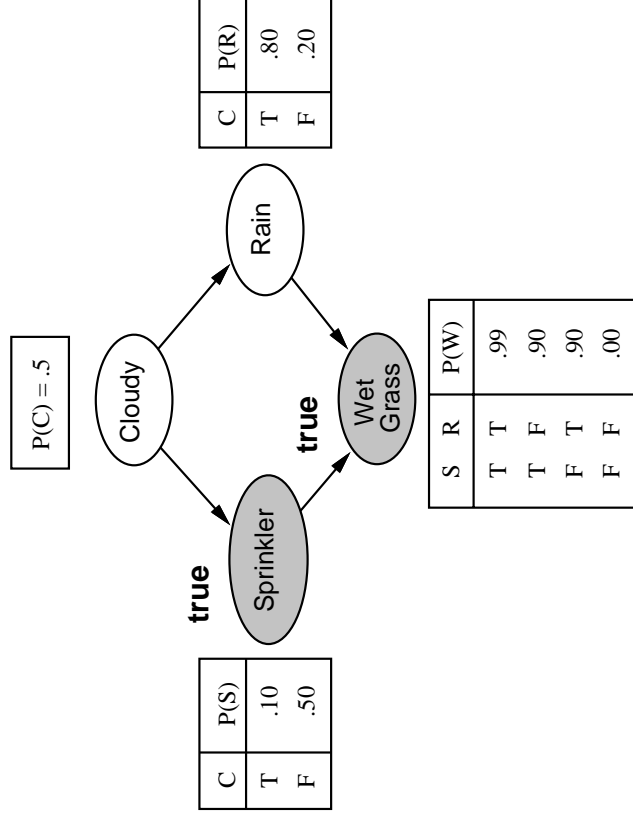 P(C) = .5
Cloudy
true
C P(S)
T .10
F .50
Sprinkler
Rain
C P(R)
T .80
F .20
true
Wet
Grass
S R P(W)
T T .99
T F .90
F T .90
F F .00